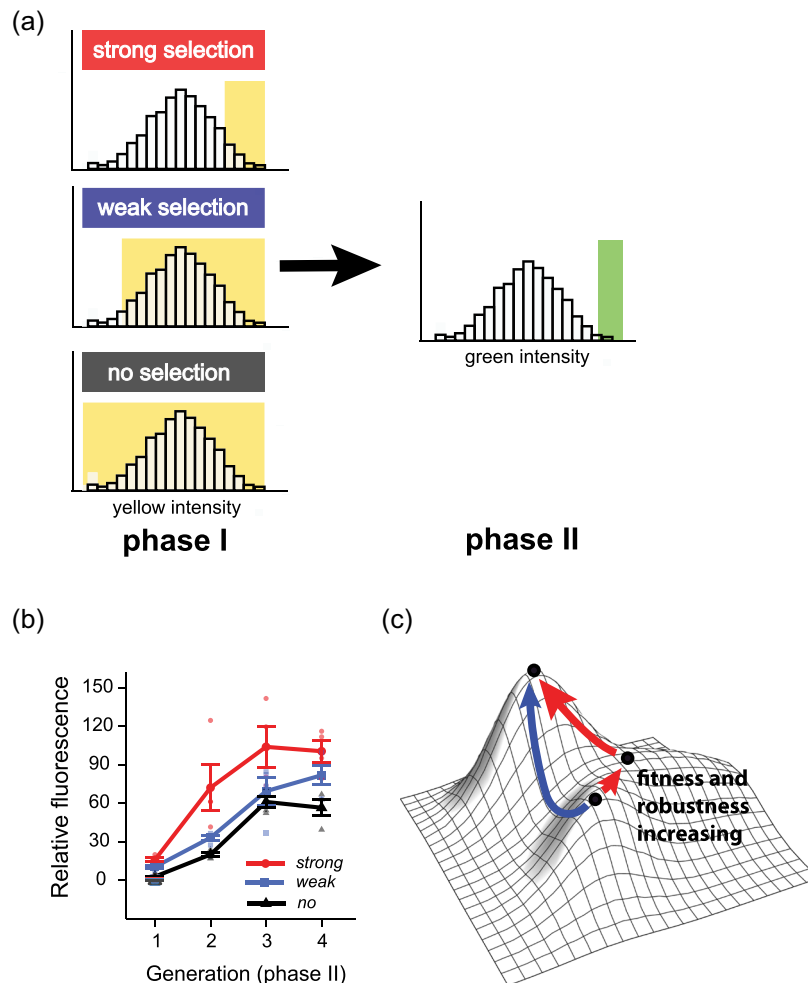 (a)
strong selection
weak selection
no selection
yellow intensity
phase I
green intensity
phase II
(b)
Relative fluorescence
150
120
90
60
30
0
strong
weak
no
1 2 3 4
Generation (phase II)
(c)
fitness and
robustness
increasing